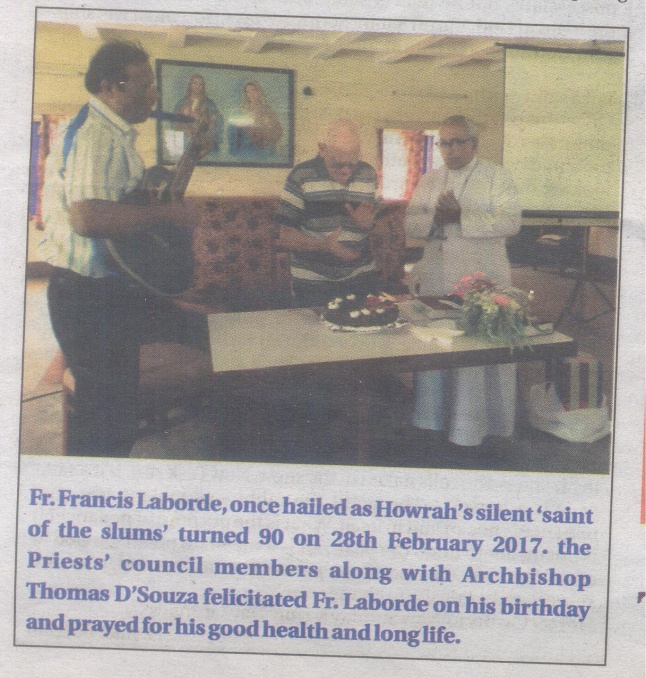 Fr. Francis Laborde, once hailed as Howrah's silent 'saint
of the slums' turned 90 on 28th February 2017. the
Priests' council members along with Archbishop
Thomas D'Souza felicitated Fr. Laborde on his birthday
and prayed for his good health and long life.